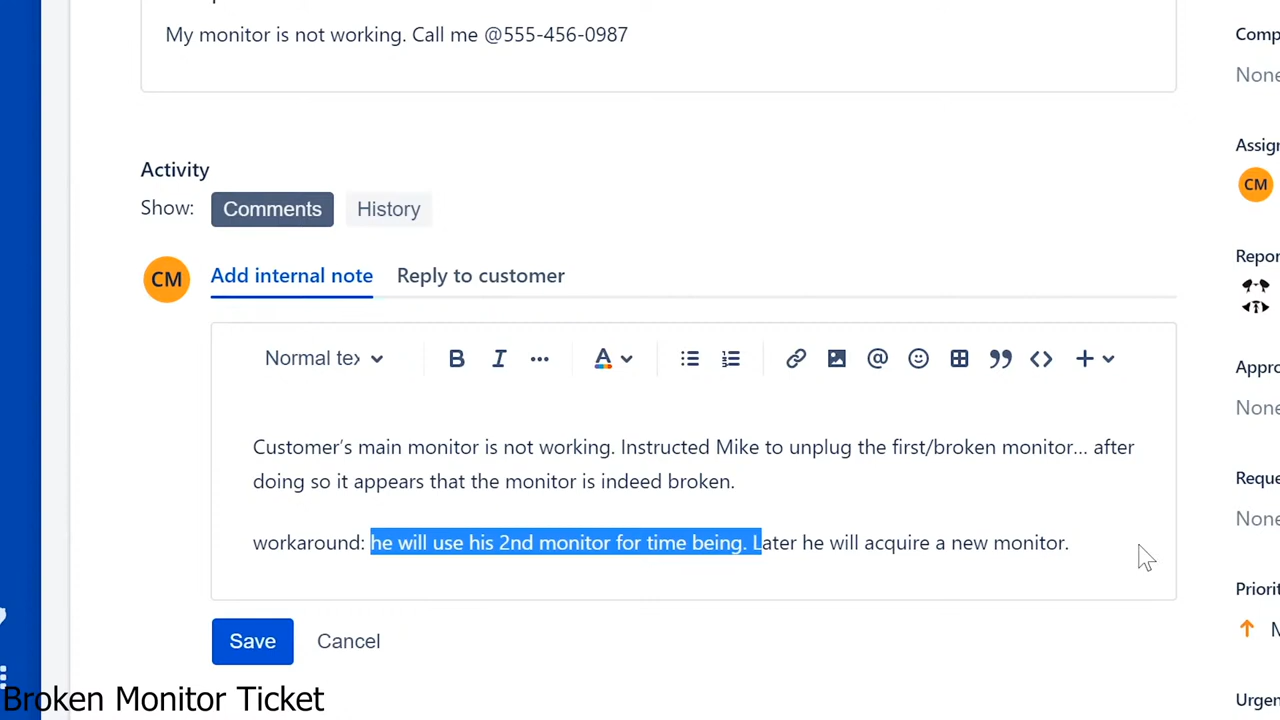 My monitor is not working. Call me @555-456-0987
Activity
Show: Comments History
CM Add internal note Reply to customer
Normal tex B I ... A
Customer's main monitor is not working. Instructed Mike to unplug the first/broken monitor... after
doing so it appears that the monitor is indeed broken.
workaround: he will use his 2nd monitor for time being. Later he will acquire a new monitor.
Save Cancel
Broken Monitor Ticket
Comp
None
Assign
CM
Repor
Appro
None
Reque
None
Priorit
Urgen